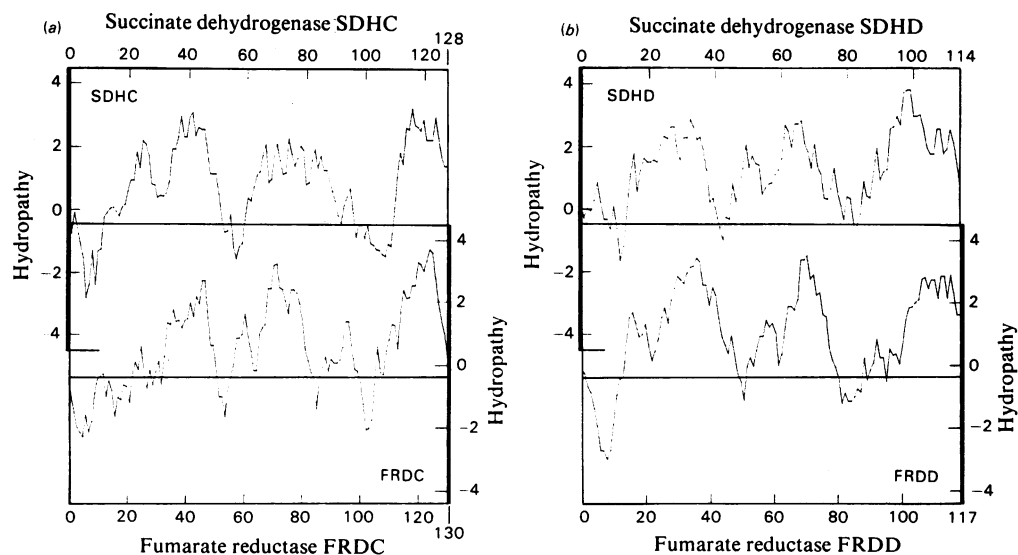 (a) Succinate dehydrogenase SDHC
0 20 40 60 80 100 120 128
SDHC
Hydropathy
4
2
0
−2
−4
Hydropathy
4
2
0
−2
−4
FRDC
0 20 40 60 80 100 120 130
Fumarate reductase FRDC
(b) Succinate dehydrogenase SDHD
0 20 40 60 80 100 114
SDHD
Hydropathy
4
2
0
−2
−4
Hydropathy
4
2
0
−2
−4
FRDD
0 20 40 60 80 100 117
Fumarate reductase FRDD